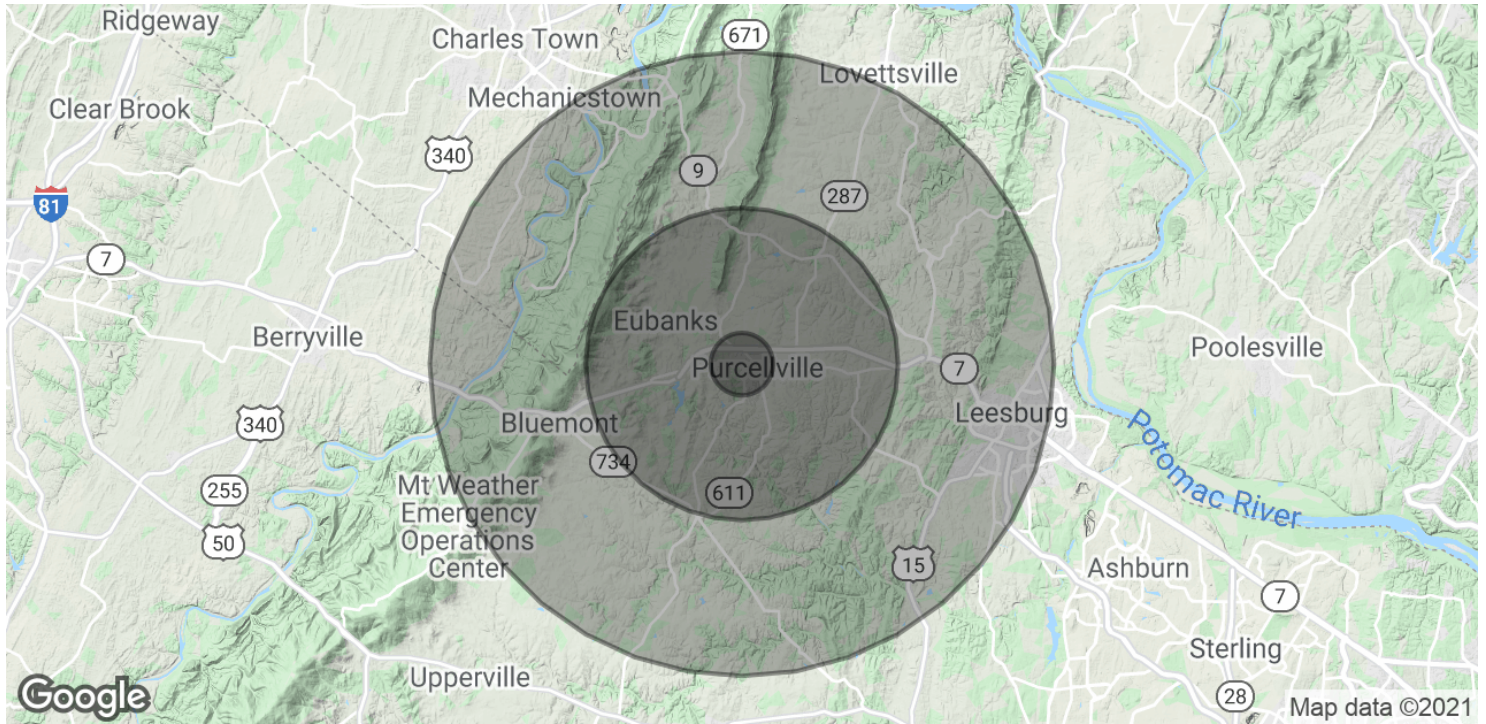 Ridgeway
Charles Town
671
Lovettsville
Clear Brook
Mechanicstown
340
9
287
81
7
Eubanks
Berryville
Purcellville
7
Poolesville
340
Bluemont
Leesburg
734
Potomac River
255
Mt Weather
Emergency
Operations
Center
611
50
15
Ashburn
7
Sterling
Upperville
28
Google
Map data ©2021